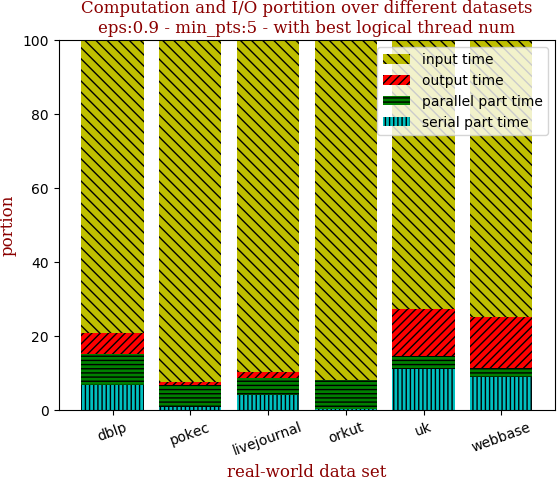 Computation and I/O portition over different datasets
eps:0.9 - min_pts:5 - with best logical thread num
input time
output time
parallel part time
serial part time
100
80
60
40
20
0
portion
dblp
pokec
livejournal
orkut
uk
webbase
real-world data set